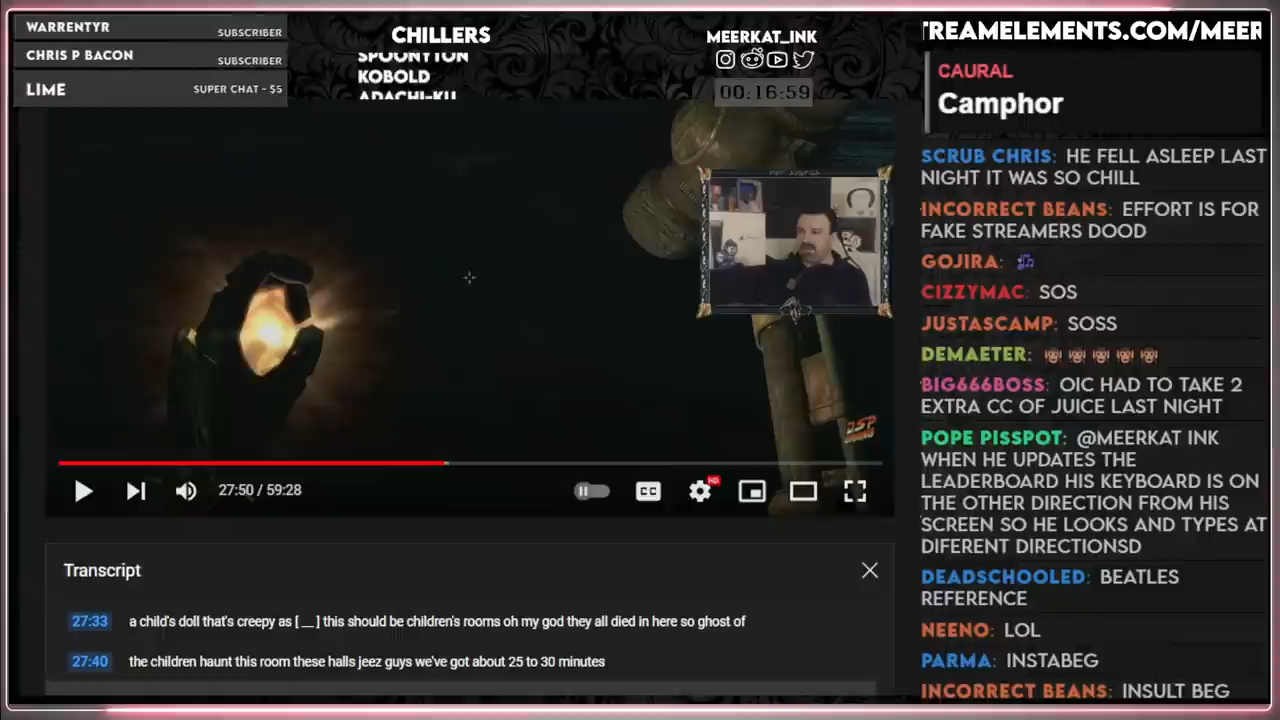 WARRENTYR SUBSCRIBER
CHRIS P BACON SUBSCRIBER
LIME SUPER CHAT - $5
CHILLERS
SPOONYTON
KOBOLD
ADACHI-KU
MEERKAT_INK
00:16:59
TREAMELEMENTS.COM/MEER
CAURAL
Camphor
SCRUB CHRIS: HE FELL ASLEEP LAST
NIGHT IT WAS SO CHILL
INCORRECT BEANS: EFFORT IS FOR
FAKE STREAMERS DOOD
GOJIRA:
CIZZYMAC: SOS
JUSTASCAMP: SOSS
DEMAETER:
BIG666BOSS: OIC HAD TO TAKE 2
EXTRA CC OF JUICE LAST NIGHT
POPE PISSPOT: @MEERKAT INK
WHEN HE UPDATES THE
LEADERBOARD HIS KEYBOARD IS ON
THE OTHER DIRECTION FROM HIS
SCREEN SO HE LOOKS AND TYPES AT
DIFERENT DIRECTIONSD
DEADSCHOOLED: BEATLES
REFERENCE
NEENO: LOL
PARMA: INSTABEG
INCORRECT BEANS: INSULT BEG
DSP
GAMING
27:50 / 59:28
CC
HD
Transcript
27:33 a child's doll that's creepy as [ __ ] this should be children's rooms oh my god they all died in here so ghost of
27:40 the children haunt this room these halls jeez guys we've got about 25 to 30 minutes